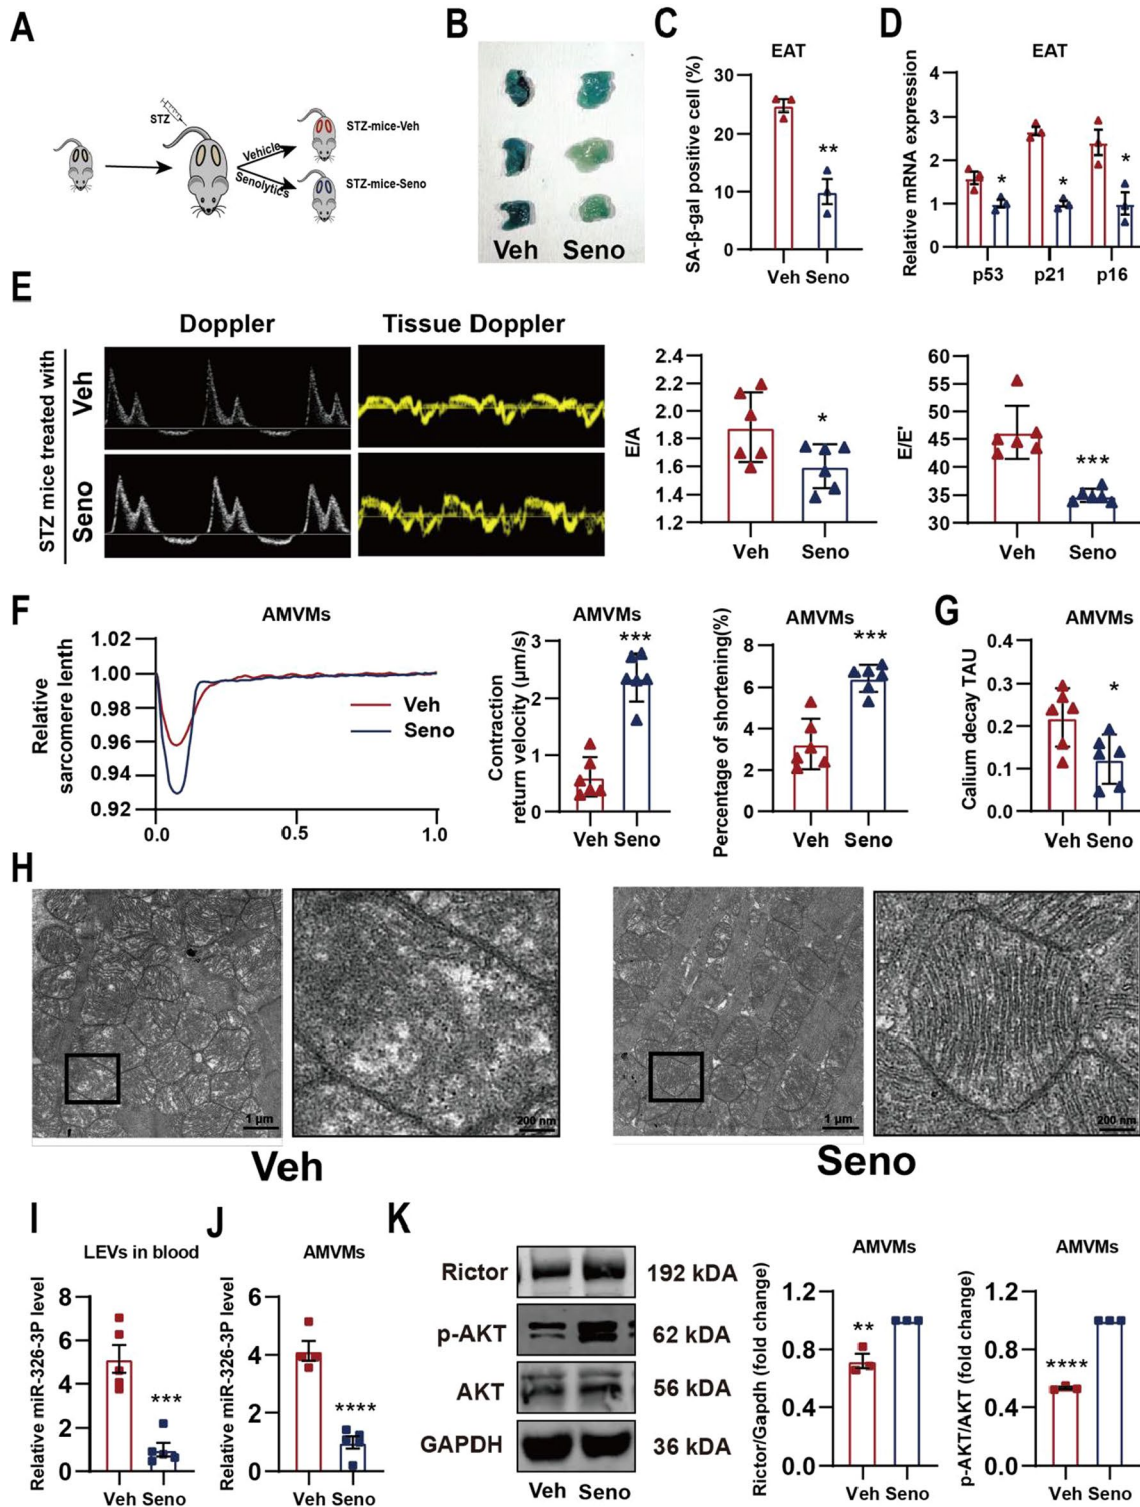 A
STZ
Vehicle
Senolytics
STZ-mice-Veh
STZ-mice-Seno
B
Veh Seno
C
EAT
SA-β-gal positive cell (%)
30
20
10
0
**
Veh Seno
D
EAT
Relative mRNA expression
4
3
2
1
0
* * *
p53 p21 p16
E
Doppler Tissue Doppler
STZ mice treated with
Veh
Seno
E/A
2.4
2.2
2.0
1.8
1.6
1.4
1.2
*
Veh Seno
E/E'
60
55
50
45
40
35
30
***
Veh Seno
F
AMVMs
Relative
sarcomere lenth
1.02
1.00
0.98
0.96
0.94
0.92
Veh
Seno
0.0 0.5 1.0
AMVMs
Contraction
return velocity (μm/s)
3
2
1
0
***
Veh Seno
AMVMs
Percentage of shortening(%)
8
6
4
2
0
***
Veh Seno
G
AMVMs
Calium decay TAU
0.4
0.3
0.2
0.1
0.0
*
Veh Seno
H
1 μm
200 nm
1 μm
200 nm
Veh Seno
I
LEVs in blood
Relative miR-326-3P level
8
6
4
2
0
***
Veh Seno
J
AMVMs
Relative miR-326-3P level
6
4
2
0
****
Veh Seno
K
Rictor 192 kDA
p-AKT 62 kDA
AKT 56 kDA
GAPDH 36 kDA
Veh Seno
AMVMs
Rictor/Gapdh (fold change)
1.2
0.8
0.4
0.0
**
Veh Seno
AMVMs
p-AKT/AKT (fold change)
1.2
0.8
0.4
0.0
****
Veh Seno